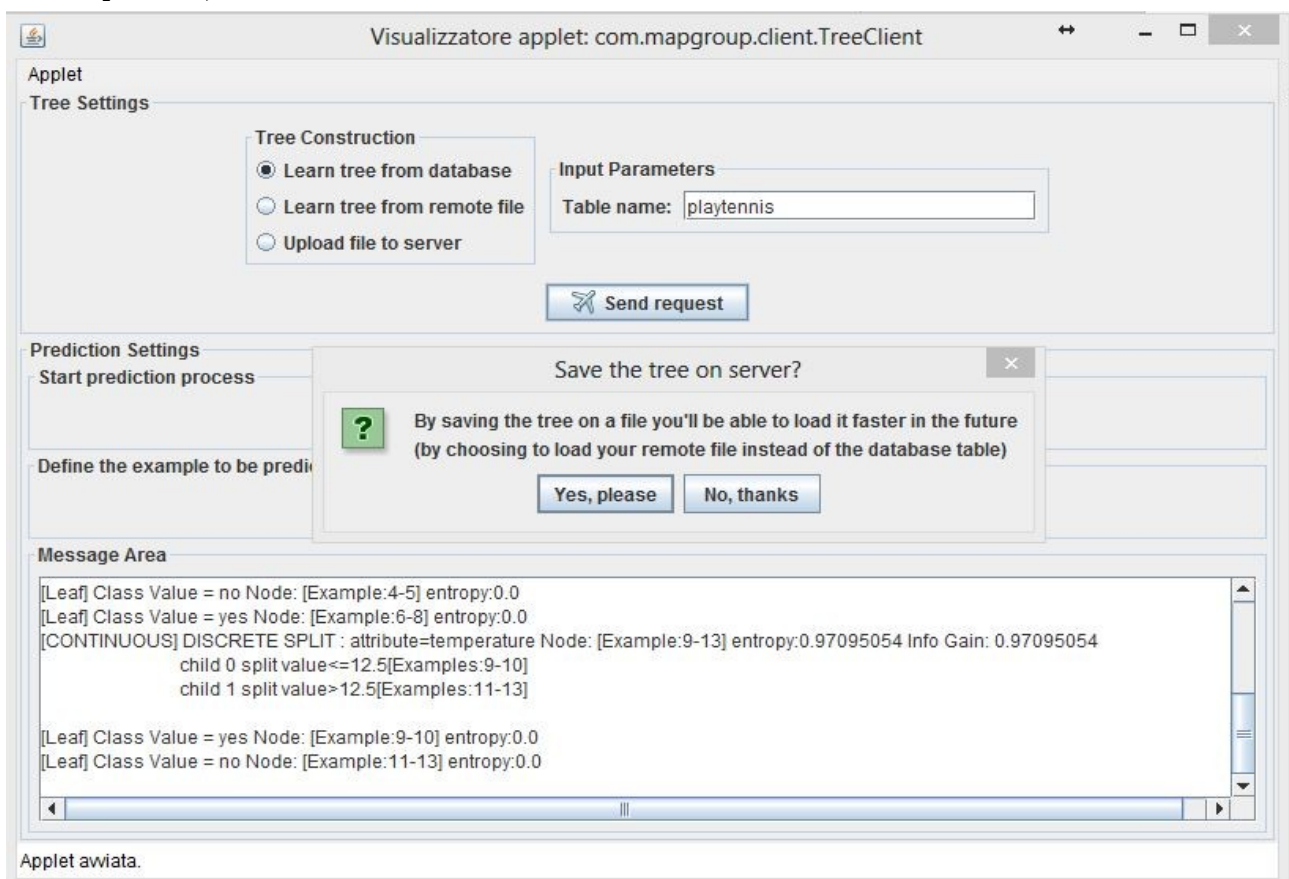 Visualizzatore applet: com.mapgroup.client.TreeClient
Applet
Tree Settings
Tree Construction
Learn tree from database
Learn tree from remote file
Upload file to server
Input Parameters
Table name: playtennis
Send request
Prediction Settings
Start prediction process
Define the example to be predi
Save the tree on server?
By saving the tree on a file you'll be able to load it faster in the future
(by choosing to load your remote file instead of the database table)
Yes, please No, thanks
Message Area
[Leaf] Class Value = no Node: [Example:4-5] entropy:0.0
[Leaf] Class Value = yes Node: [Example:6-8] entropy:0.0
[CONTINUOUS] DISCRETE SPLIT : attribute=temperature Node: [Example:9-13] entropy:0.97095054 Info Gain: 0.97095054
child 0 split value<=12.5[Examples:9-10]
child 1 split value>12.5[Examples:11-13]
[Leaf] Class Value = yes Node: [Example:9-10] entropy:0.0
[Leaf] Class Value = no Node: [Example:11-13] entropy:0.0
Applet avviata.